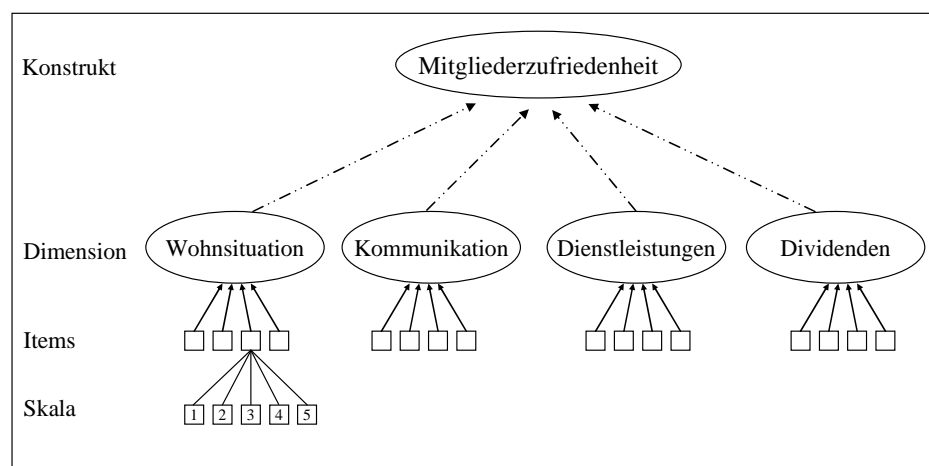 Konstrukt Mitgliederzufriedenheit
Dimension Wohnsituation Kommunikation Dienstleistungen Dividenden
Items
Skala 1 2 3 4 5